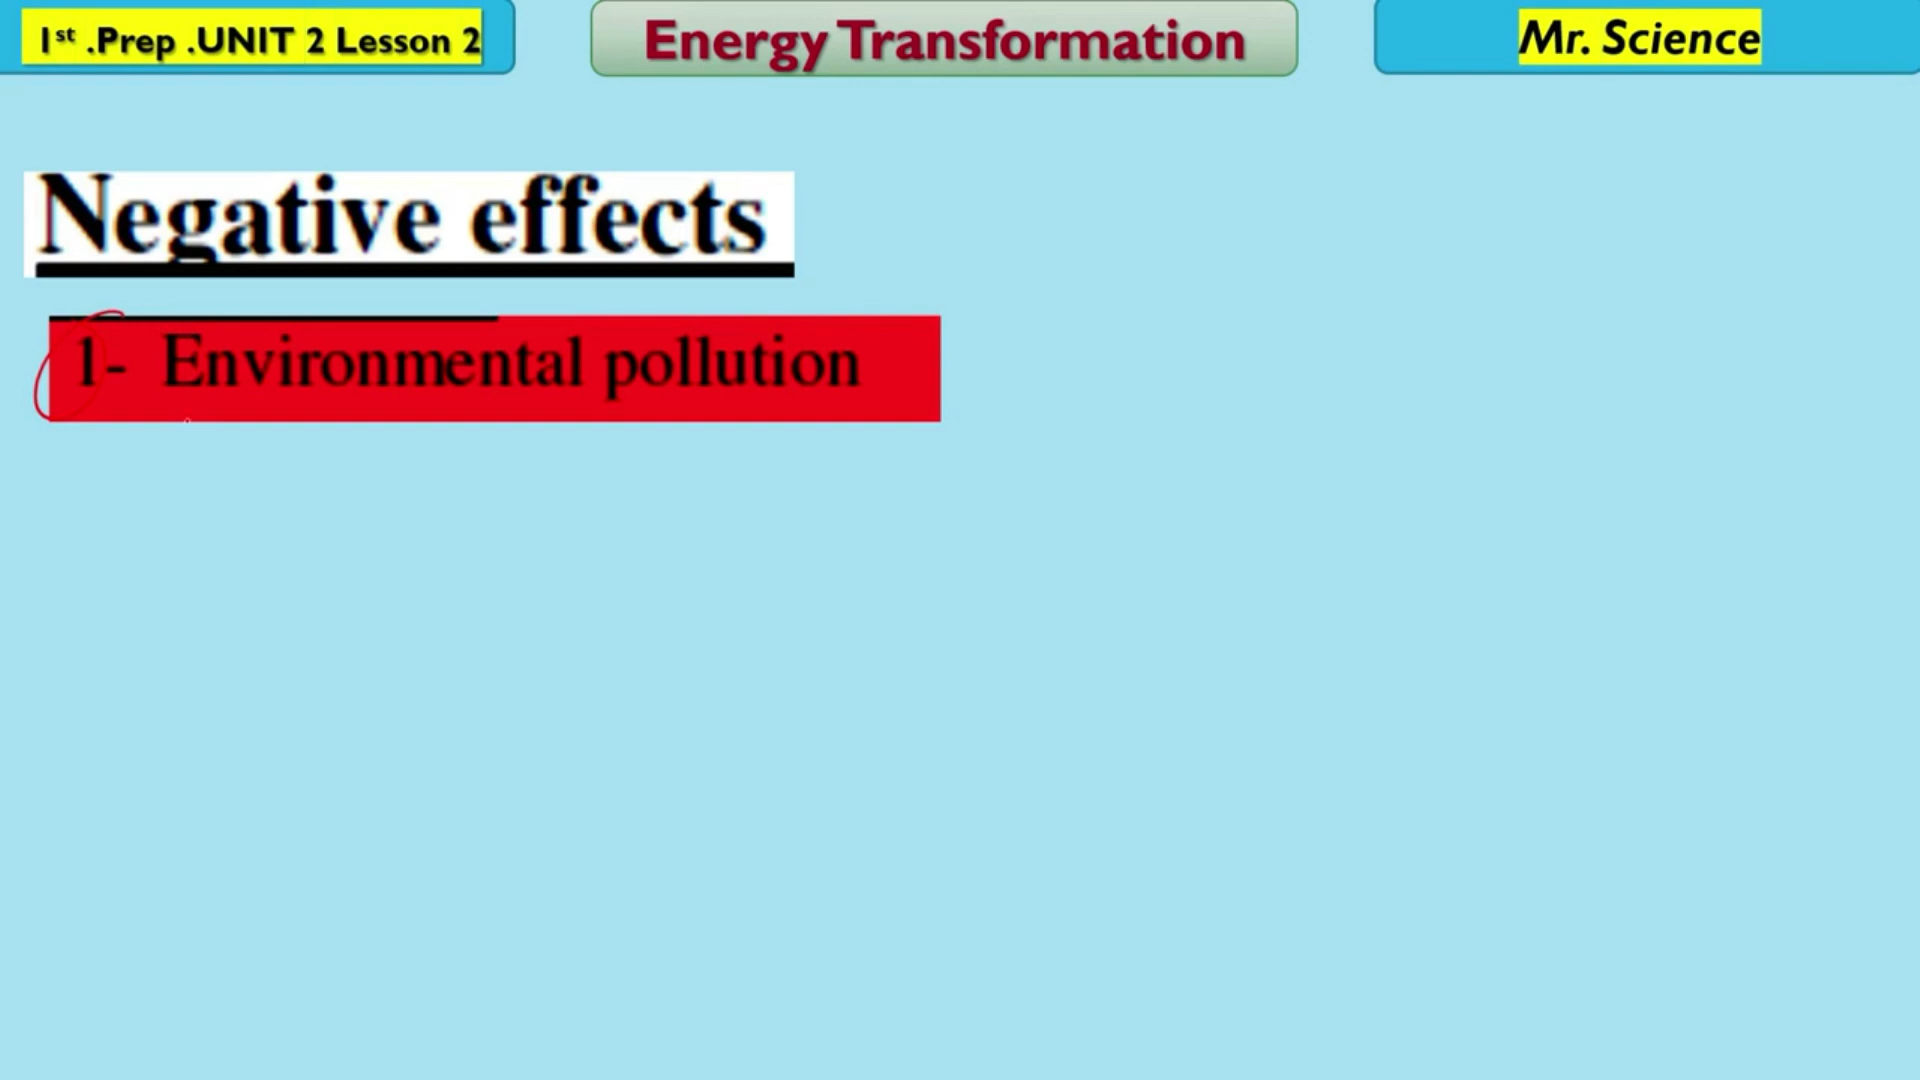 1st .Prep .UNIT 2 Lesson 2
Energy Transformation
Mr. Science
Negative effects
1- Environmental pollution